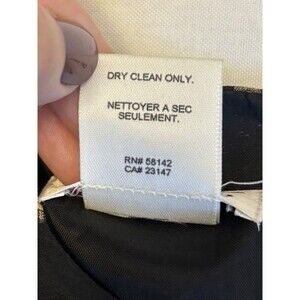 DRY CLEAN ONLY.
NETTOYER A SEC
SEULEMENT.
RN# 58142
CA# 23147